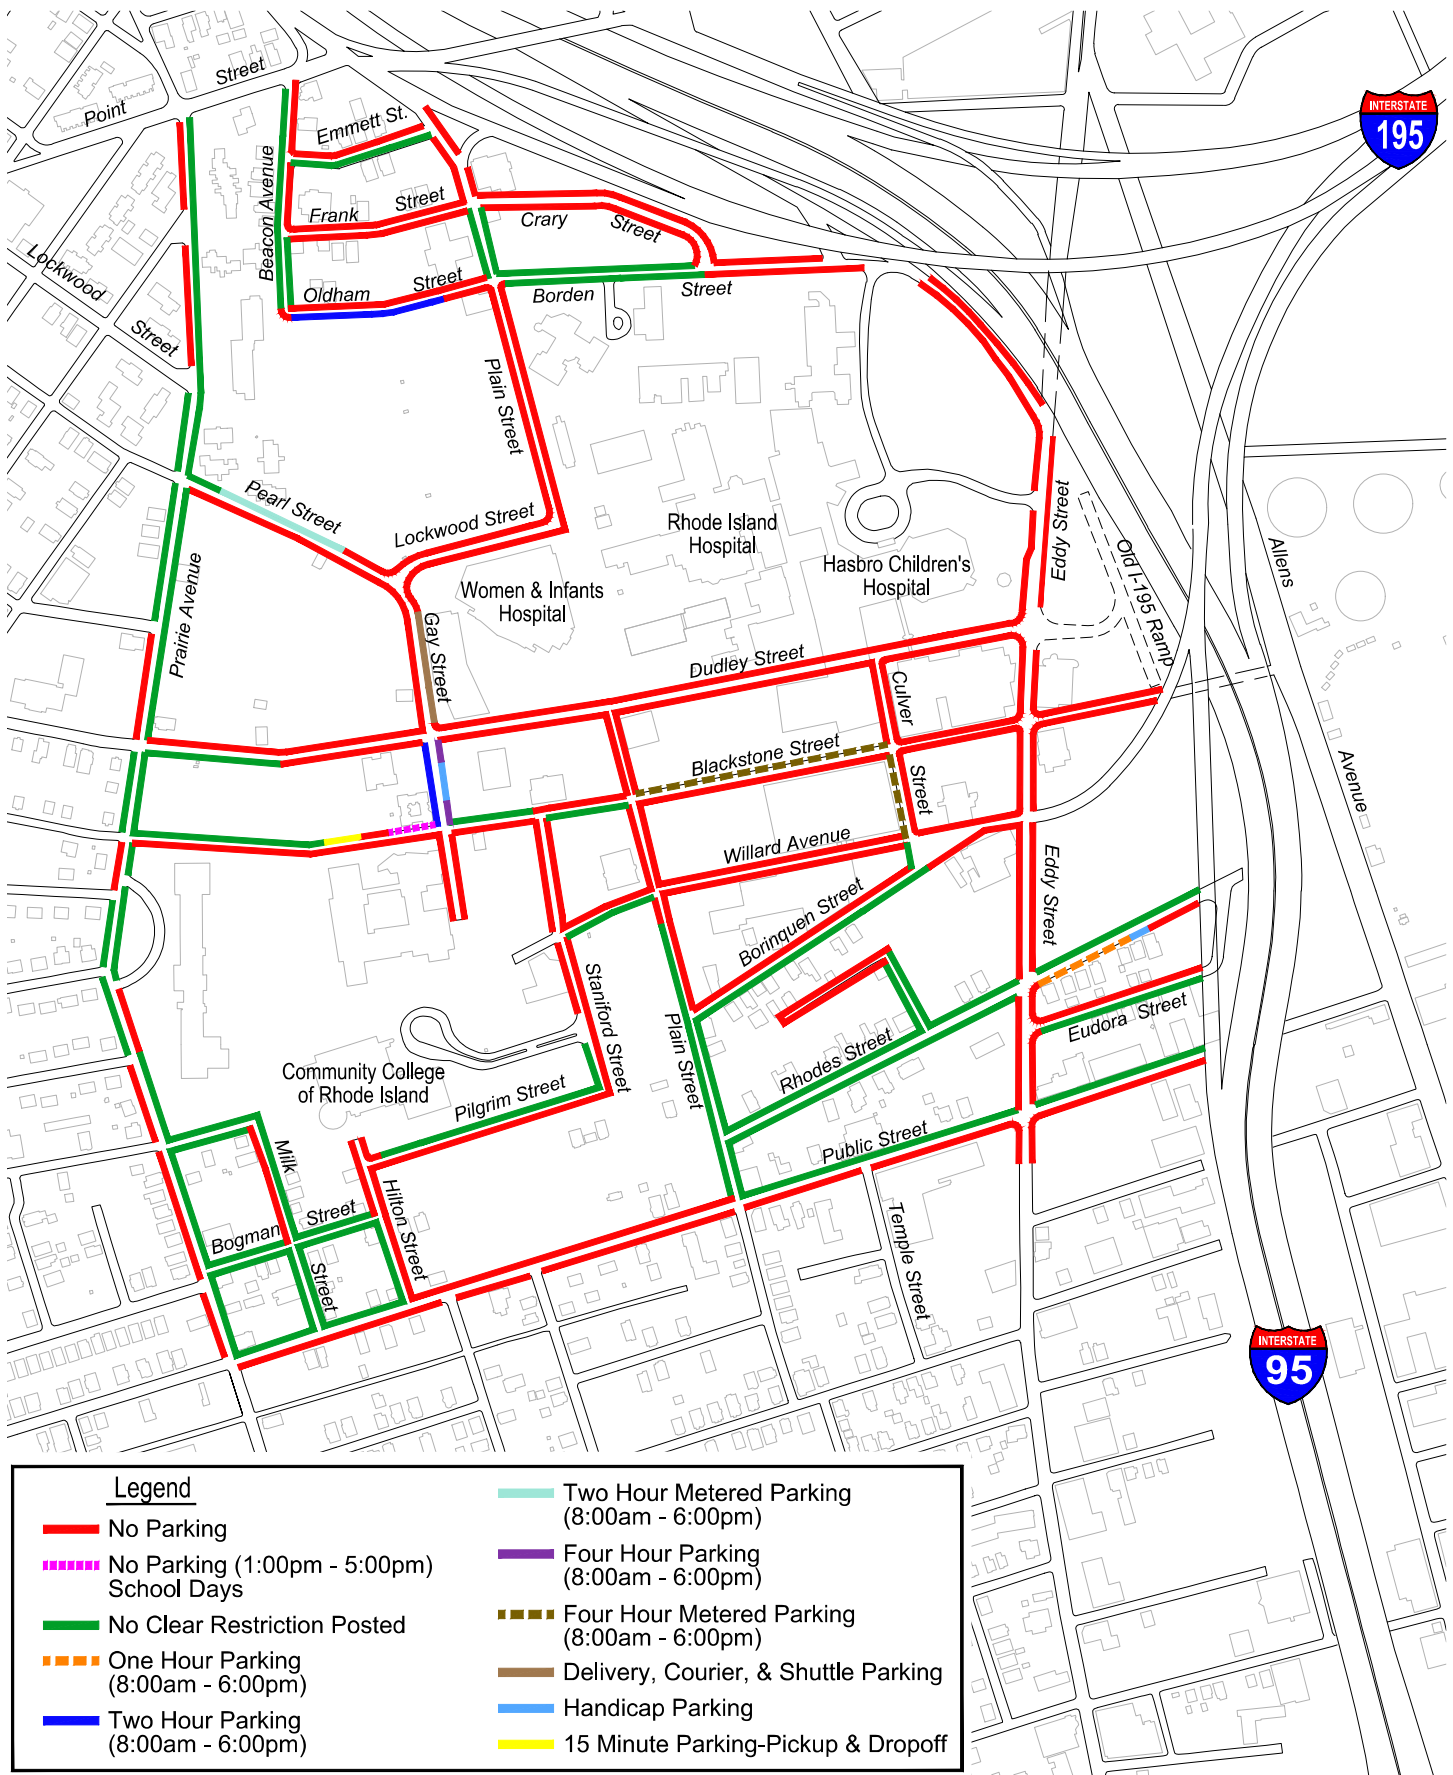 Street
Point
INTERSTATE
195
Emmett St.
Beacon Avenue
Frank
Street
Crary
Street
Lockwood
Street
Oldham
Street
Borden
Street
Plain Street
Pearl Street
Lockwood Street
Rhode Island
Hospital
Hasbro Children's
Hospital
Eddy Street
Old I-195 Ramp
Allens
Avenue
Women & Infants
Hospital
Prairie Avenue
Gay Street
Dudley Street
Culver
Street
Blackstone Street
Willard Avenue
Eddy Street
Borinquen Street
Staniford Street
Plain Street
Eudora Street
Rhodes Street
Community College
of Rhode Island
Pilgrim Street
Public Street
Milk
Street
Hilton Street
Bogman
Street
Temple Street
INTERSTATE
95
Legend
No Parking
No Parking (1:00pm - 5:00pm)
School Days
No Clear Restriction Posted
One Hour Parking
(8:00am - 6:00pm)
Two Hour Parking
(8:00am - 6:00pm)
Two Hour Metered Parking
(8:00am - 6:00pm)
Four Hour Parking
(8:00am - 6:00pm)
Four Hour Metered Parking
(8:00am - 6:00pm)
Delivery, Courier, & Shuttle Parking
Handicap Parking
15 Minute Parking-Pickup & Dropoff